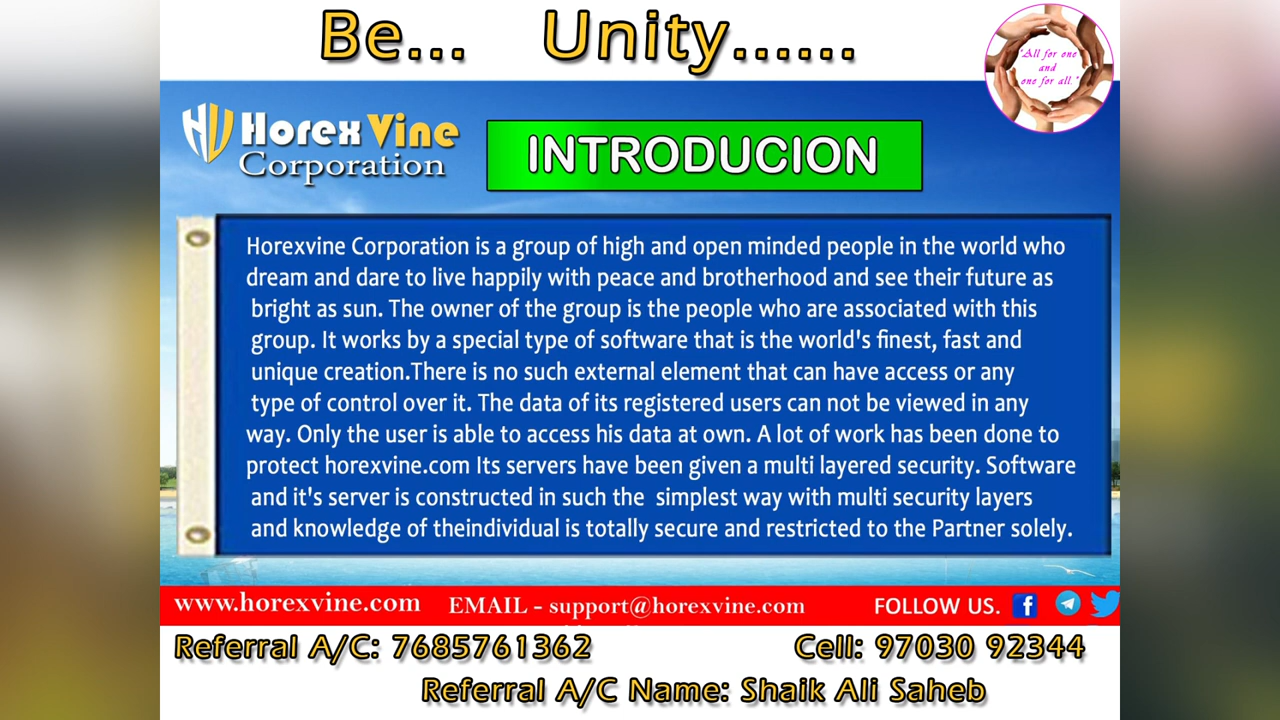 Be... Unity......
"All for one
and
one for all."
Horex Vine
Corporation
INTRODUCION
Horexvine Corporation is a group of high and open minded people in the world who
dream and dare to live happily with peace and brotherhood and see their future as
bright as sun. The owner of the group is the people who are associated with this
group. It works by a special type of software that is the world's finest, fast and
unique creation.There is no such external element that can have access or any
type of control over it. The data of its registered users can not be viewed in any
way. Only the user is able to access his data at own. A lot of work has been done to
protect horexvine.com Its servers have been given a multi layered security. Software
and it's server is constructed in such the simplest way with multi security layers
and knowledge of theindividual is totally secure and restricted to the Partner solely.
www.horexvine.com EMAIL - support@horexvine.com FOLLOW US.
Referral A/C: 7685761362 Cell: 97030 92344
Referral A/C Name: Shaik Ali Saheb